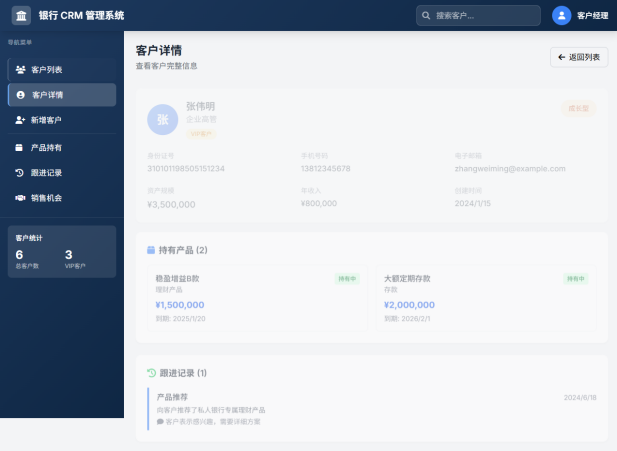 银行 CRM 管理系统
搜索客户...
客户经理
导航菜单
客户列表
客户详情
新增客户
产品持有
跟进记录
销售机会
客户统计
6
3
总客户数
VIP客户
客户详情
查看客户完整信息
返回列表
张
张伟明
企业高管
VIP客户
成长型
身份证号
手机号码
电子邮箱
310101198505151234
13812345678
zhangweiming@example.com
资产规模
年收入
创建时间
¥3,500,000
¥800,000
2024/1/15
持有产品 (2)
稳盈增益B款
持有中
理财产品
¥1,500,000
到期: 2025/1/20
大额定期存款
持有中
存款
¥2,000,000
到期: 2026/2/1
跟进记录 (1)
产品推荐
2024/6/18
向客户推荐了私人银行专属理财产品
客户表示感兴趣，需要详细方案